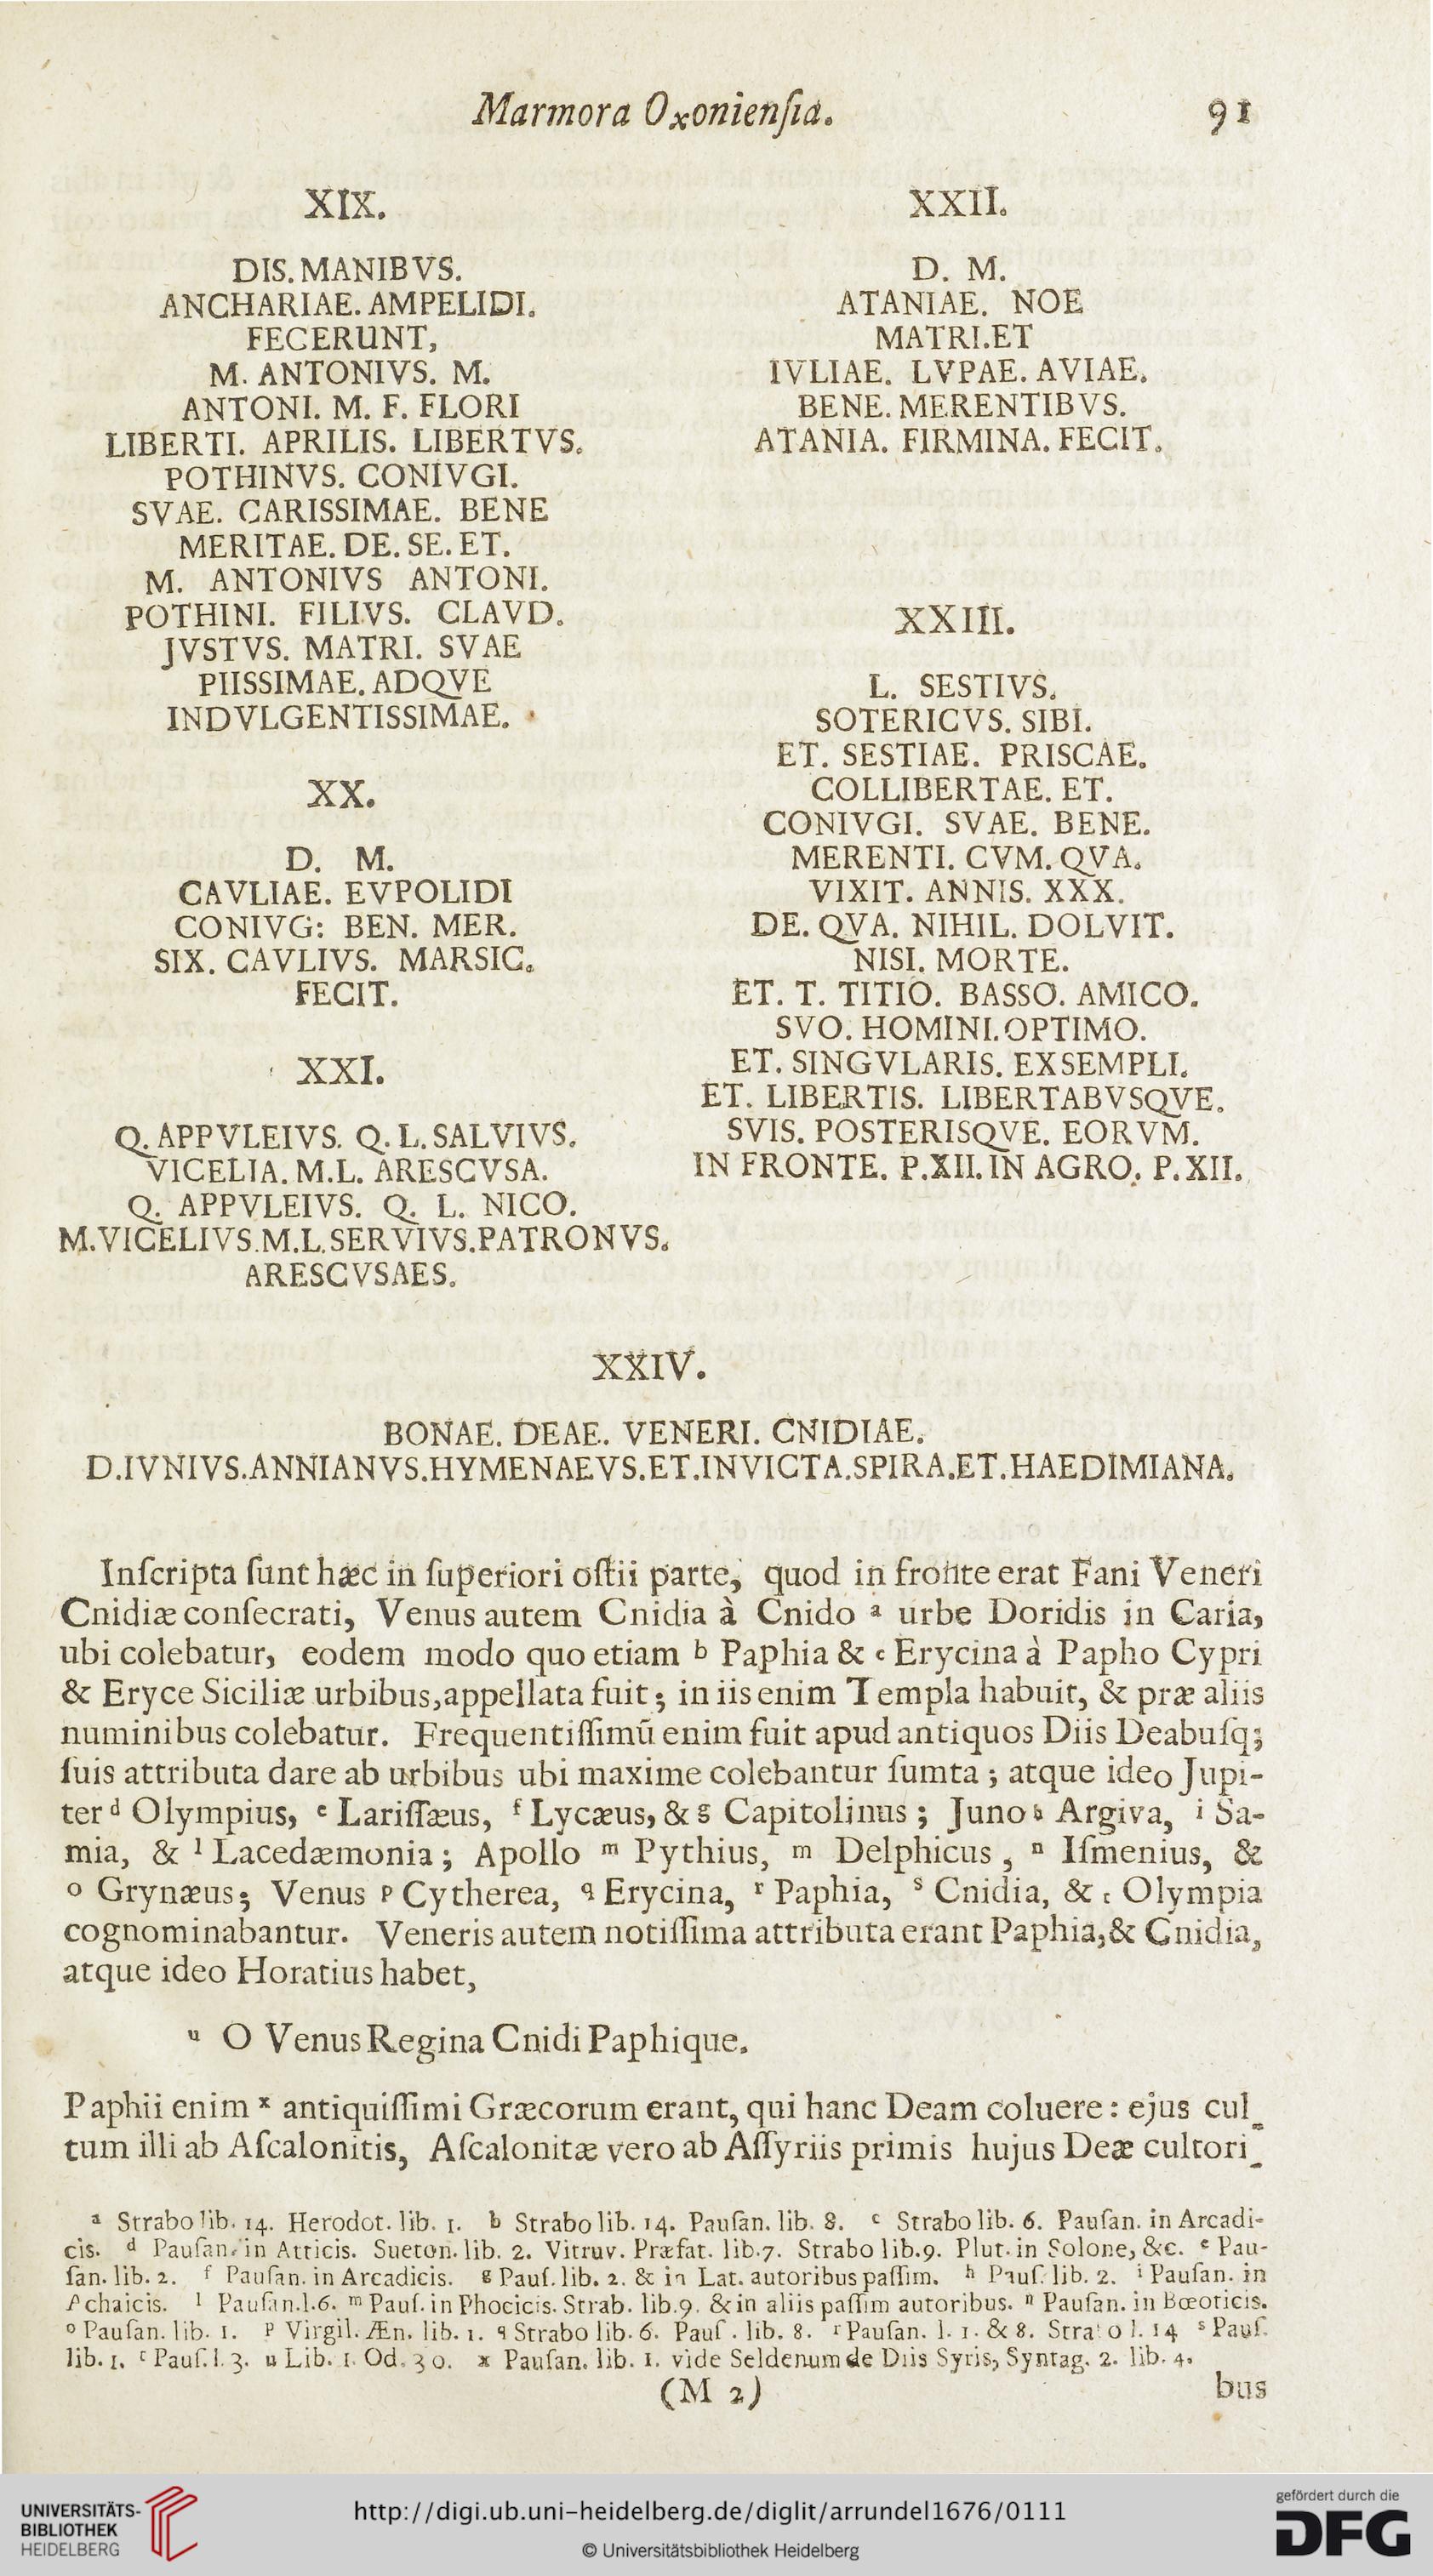 Marmora Oxonienſia. 91
XIX.
DIS. MANIBVS.
ANCHARIAE. AMPELIDI.
FECERUNT,
M. ANTONIVS. M.
ANTONI. M. F. FLORI
LIBERTI. APRILIS. LIBERTVS.
POTHINVS. CONIVGI.
SVAE. CARISSIMAE. BENE
MERITAE. DE. SE. ET.
M. ANTONIVS ANTONI.
POTHINI. FILIVS. CLAVD.
JVSTVS. MATRI. SVAE
PIISSIMAE. ADQVE
INDVLGENTISSIMAE.
XX.
D. M.
CAVLIAE. EVPOLIDI
CONIVG: BEN. MER.
SIX. CAVLIVS. MARSIC.
FECIT.
XXI.
Q. APPVLEIVS. Q. L. SALVIVS.
VICELIA. M.L. ARESCVSA.
Q. APPVLEIVS. Q. L. NICO.
M.VICELIVS.M.L.SERVIVS.PATRONVS.
ARESCVSAES.
XXII.
D. M.
ATANIAE. NOE
MATRI.ET
IVLIAE. LVPAE. AVIAE.
BENE. MERENTIBVS.
ATANIA. FIRMINA. FECIT.
XXIII.
L. SESTIVS.
SOTERICVS. SIBI.
ET. SESTIAE. PRISCAE.
COLLIBERTAE. ET.
CONIVGI. SVAE. BENE.
MERENTI. CVM. QVA.
VIXIT. ANNIS. XXX.
DE. QVA. NIHIL. DOLVIT.
NISI. MORTE.
ET. T. TITIO. BASSO. AMICO.
SVO. HOMINI. OPTIMO.
ET. SINGVLARIS. EXSEMPLI.
ET. LIBERTIS. LIBERTABVSQVE.
SVIS. POSTERISQVE. EORVM.
IN FRONTE. P.XII. IN AGRO. P. XII.
XXIV.
BONAE. DEAE. VENERI. CNIDIAE.
D.IVNIVS.ANNIANVS.HYMENAEVS.ET.INVICTA.SPIRA.ET.HAEDIMIANA.
Inſcripta ſunt hæc in ſuperiori oſtii parte, quod in fronte erat Fani Veneri
Cnidiæ conſecrati, Venus autem Cnidia à Cnido a urbe Doridis in Caria,
ubi colebatur, eodem modo quo etiam b Paphia & c Erycina à Papho Cypri
& Eryce Siciliæ urbibus, appellata fuit; in iis enim Templa habuit, & præ aliis
numinibus colebatur. Frequentiſſimū enim fuit apud antiquos Diis Deabuſq;
ſuis attributa dare ab urbibus ubi maxime colebantur ſumta; atque ideo Jupi-
ter d Olympius, e Lariſſæus, f Lycæus, & g Capitolinus; Juno h Argiva, i Sa-
mia, & l Lacedæmonia; Apollo m Pythius, m Delphicus, n Iſmenius, &
o Grynæus; Venus p Cytherea, q Erycina, r Paphia, s Cnidia, & t Olympia
cognominabantur. Veneris autem notiſſima attributa erant Paphia, & Cnidia,
atque ideo Horatius habet,
u O Venus Regina Cnidi Paphique.
Paphii enim x antiquiſſimi Græcorum erant, qui hanc Deam coluere: ejus cul-
tum illi ab Aſcalonitis, Aſcalonitæ vero ab Aſſyriis primis hujus Deæ cultori-
a Strabo lib. 14. Herodot. lib. 1. b Strabo lib. 14. Pauſan. lib. 8. c Strabo lib. 6. Pauſan. in Arcadi-
cis. d Pauſan. in Atticis. Sueton. lib. 2. Vitruv. Præfat. lib.7. Strabo lib.9. Plut. in Solone, &c. e Pau-
ſan. lib. 2. f Pauſan. in Arcadicis. g Pauſ. lib. 2. & in Lat. autoribus paſſim. h Pauſ. lib. 2. i Pauſan. in
Achaicis. l Pauſan.l.6. m Pauſ. in Phocicis. Strab. lib.9. & in aliis paſſim autoribus. n Pauſan. in Bœoticis.
o Pauſan. lib. 1. p Virgil. Æn. lib. 1. q Strabo lib. 6. Pauſ. lib. 8. r Pauſan. l. 1. & 8. Strabo l. 14 s Pauſ.
lib. 1. t Pauſ. l. 3. u Lib. 1. Od. 30. x Pauſan. lib. 1. vide Seldenum de Diis Syris, Syntag. 2. lib. 4.
(M 2) bus
UNIVERSITÄTS-
BIBLIOTHEK
HEIDELBERG
http://digi.ub.uni-heidelberg.de/diglit/arrundel1676/0111
© Universitätsbibliothek Heidelberg
gefördert durch die
DFG